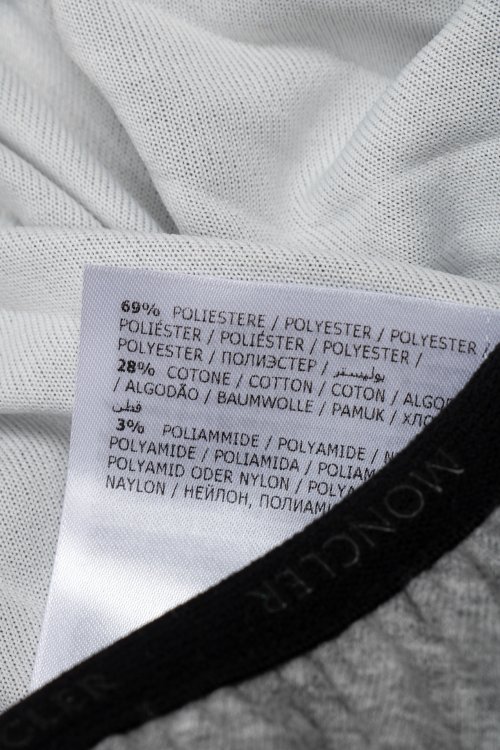 69% POLIESTERE / POLYESTER / POLYESTER /
POLIÉSTER / POLIÉSTER / POLYESTER /
POLYESTER / ПОЛИЭСТЕР / بوليستر
28% COTONE / COTTON / COTON /
/ ALGODÃO / BAUMWOLLE / PAMUK /
قطن
3% POLIAMMIDE / POLYAMIDE /
POLYAMIDE / POLIAMIDA /
POLYAMID ODER NYLON /
NAYLON / НЕЙЛОН,
MONCLER